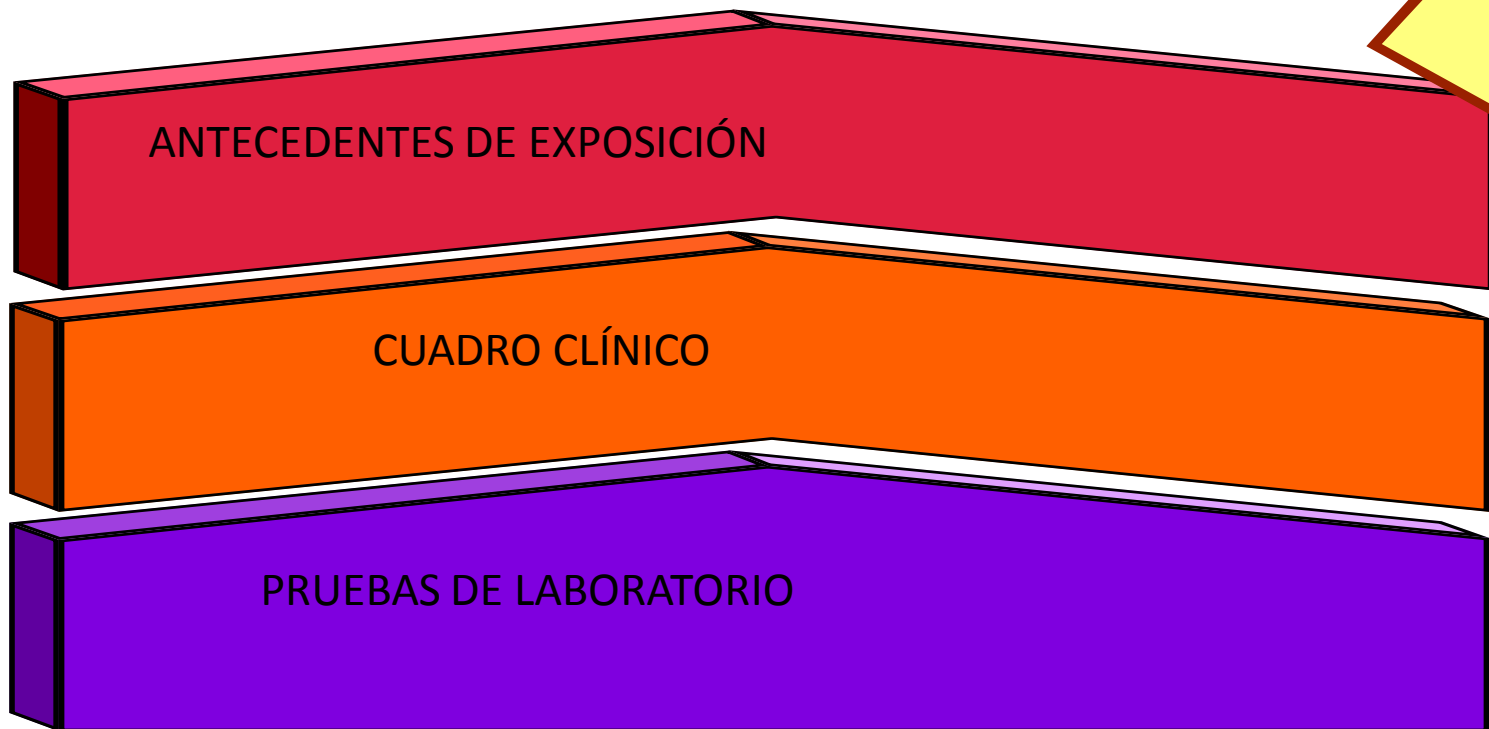 ANTECEDENTES DE EXPOSICIÓN
CUADRO CLÍNICO
PRUEBAS DE LABORATORIO